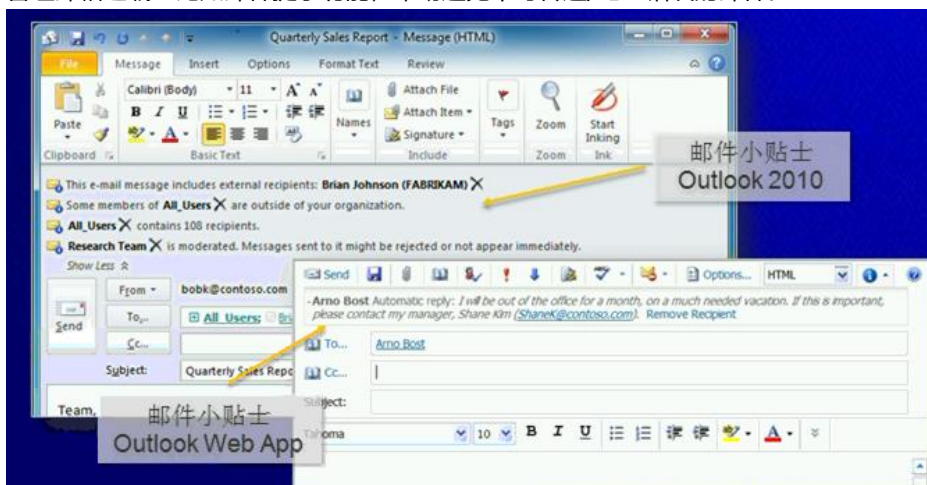 Quarterly Sales Report - Message (HTML)
File Message Insert Options Format Text Review
Calibri (Body) 11 A A
Attach File
B I U
Attach Item
Paste
Names
Signature
Tags
Zoom
Start
Inking
Clipboard Basic Text Include Zoom Ink
邮件小贴士
Outlook 2010
This e-mail message includes external recipients: Brian Johnson (FABRIKAM)
Some members of All_Users are outside of your organization.
All_Users contains 108 recipients.
Research Team is moderated. Messages sent to it might be rejected or not appear immediately.
Show Less
From bobk@contoso.com
To... All Users;
Send
Cc...
Subject: Quarterly Sales Repo
Team,
Send Options... HTML
-Arno Bost Automatic reply: I will be out of the office for a month, on a much needed vacation. If this is important,
please contact my manager, Shane Kim (ShaneK@contoso.com). Remove Recipient
To... Arno Bost
Cc...
Subject:
10 B I U A
邮件小贴士
Outlook Web App